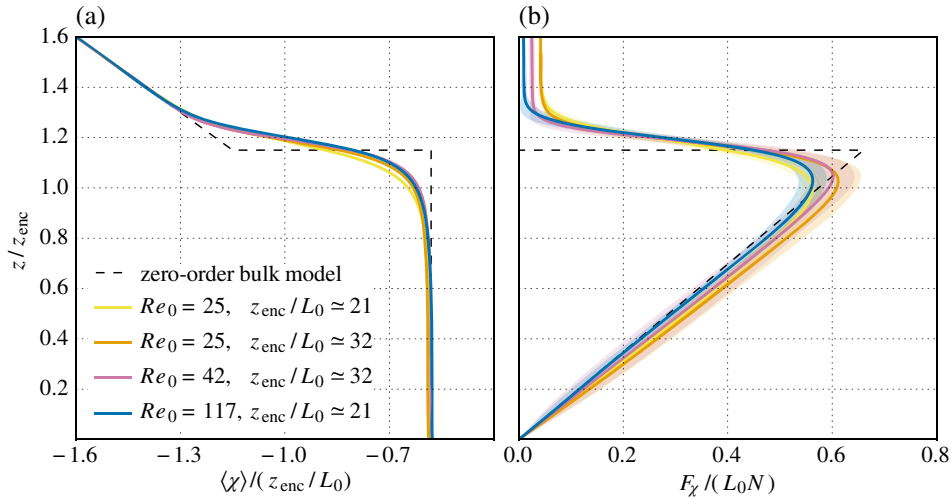 (a)
(b)
1.6
1.4
1.2
1.0
0.8
0.6
0.4
0.2
z/z_enc
zero-order bulk model
Re_0 = 25, z_enc/L_0 ≃ 21
Re_0 = 25, z_enc/L_0 ≃ 32
Re_0 = 42, z_enc/L_0 ≃ 32
Re_0 = 117, z_enc/L_0 ≃ 21
−1.6 −1.3 −1.0 −0.7
⟨χ⟩/(z_enc/L_0)
0.0 0.2 0.4 0.6 0.8
F_χ/(L_0N)